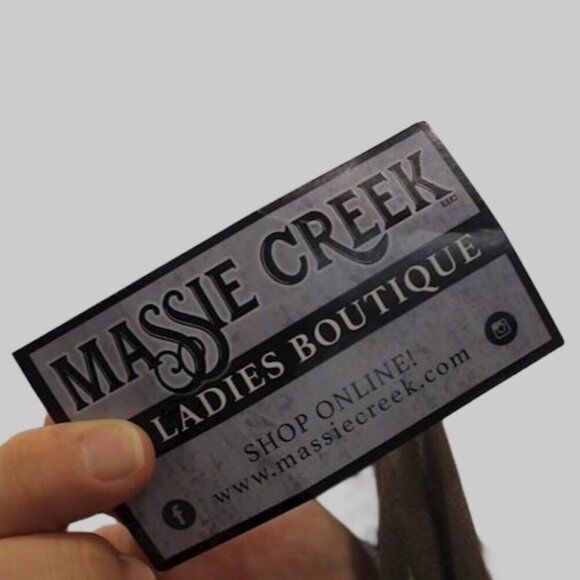 MASSIE CREEK LLC
LADIES BOUTIQUE
SHOP ONLINE!
www.massiecreek.com